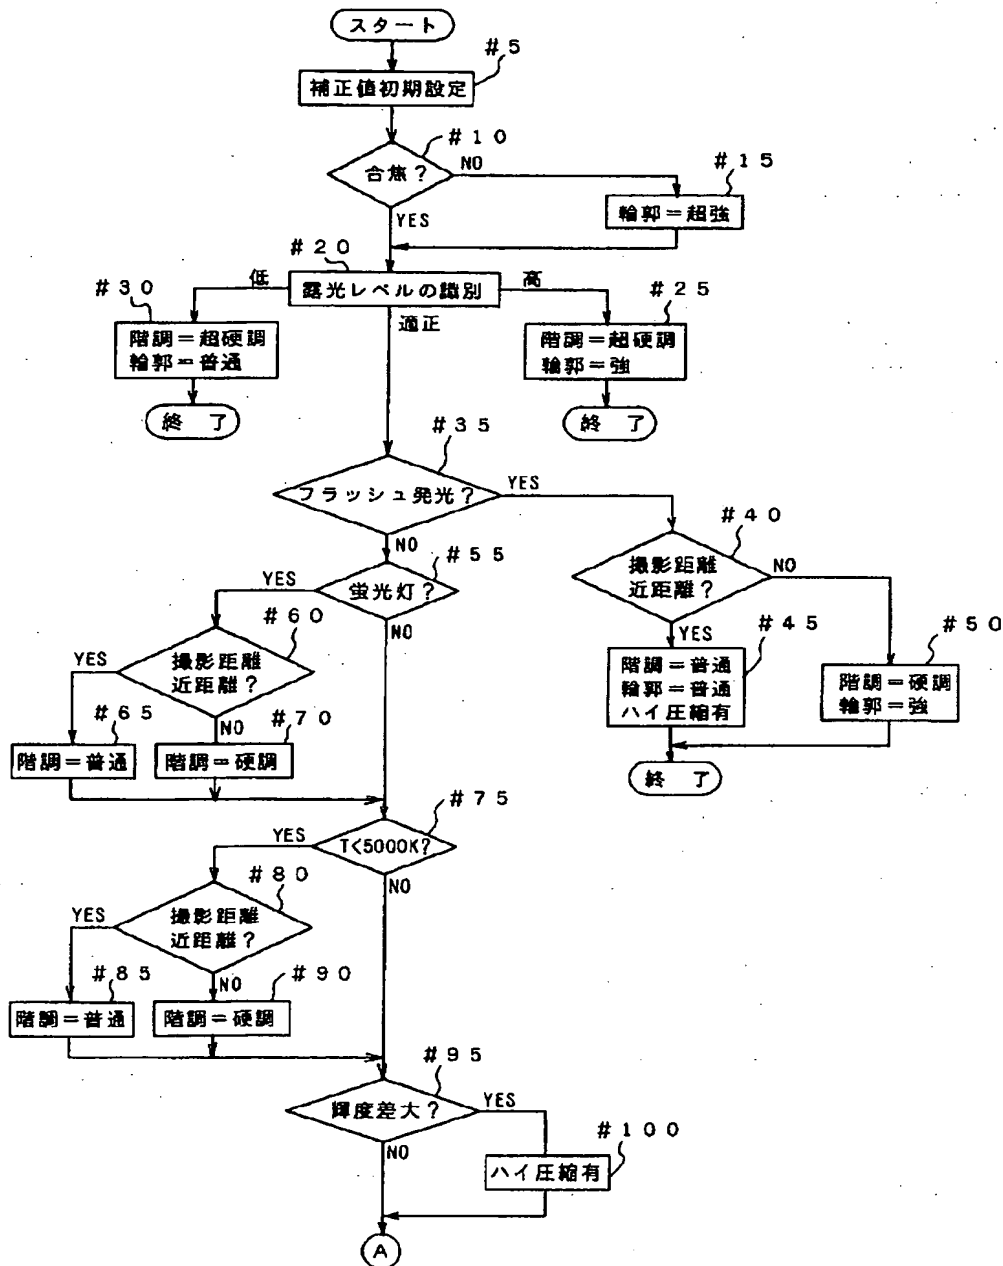 スタート
#5
補正値初期設定
#10
合焦?
NO
#15
輪郭=超強
YES
#20
低
露光レベルの識別
高
#30
#25
適正
階調=超硬調
輪郭=普通
階調=超硬調
輪郭=強
終 了
終 了
#35
フラッシュ発光?
YES
#40
NO
#55
撮影距離
近距離?
NO
YES
蛍光灯?
#60
NO
YES
#45
#50
YES
撮影距離
近距離?
階調=普通
輪郭=普通
ハイ圧縮有
階調=硬調
輪郭=強
#65
NO
#70
階調=普通
階調=硬調
終 了
#75
YES
T<5000K?
#80
NO
YES
撮影距離
近距離?
#85
NO
#90
階調=普通
階調=硬調
#95
輝度差大?
YES
#100
NO
ハイ圧縮有
A